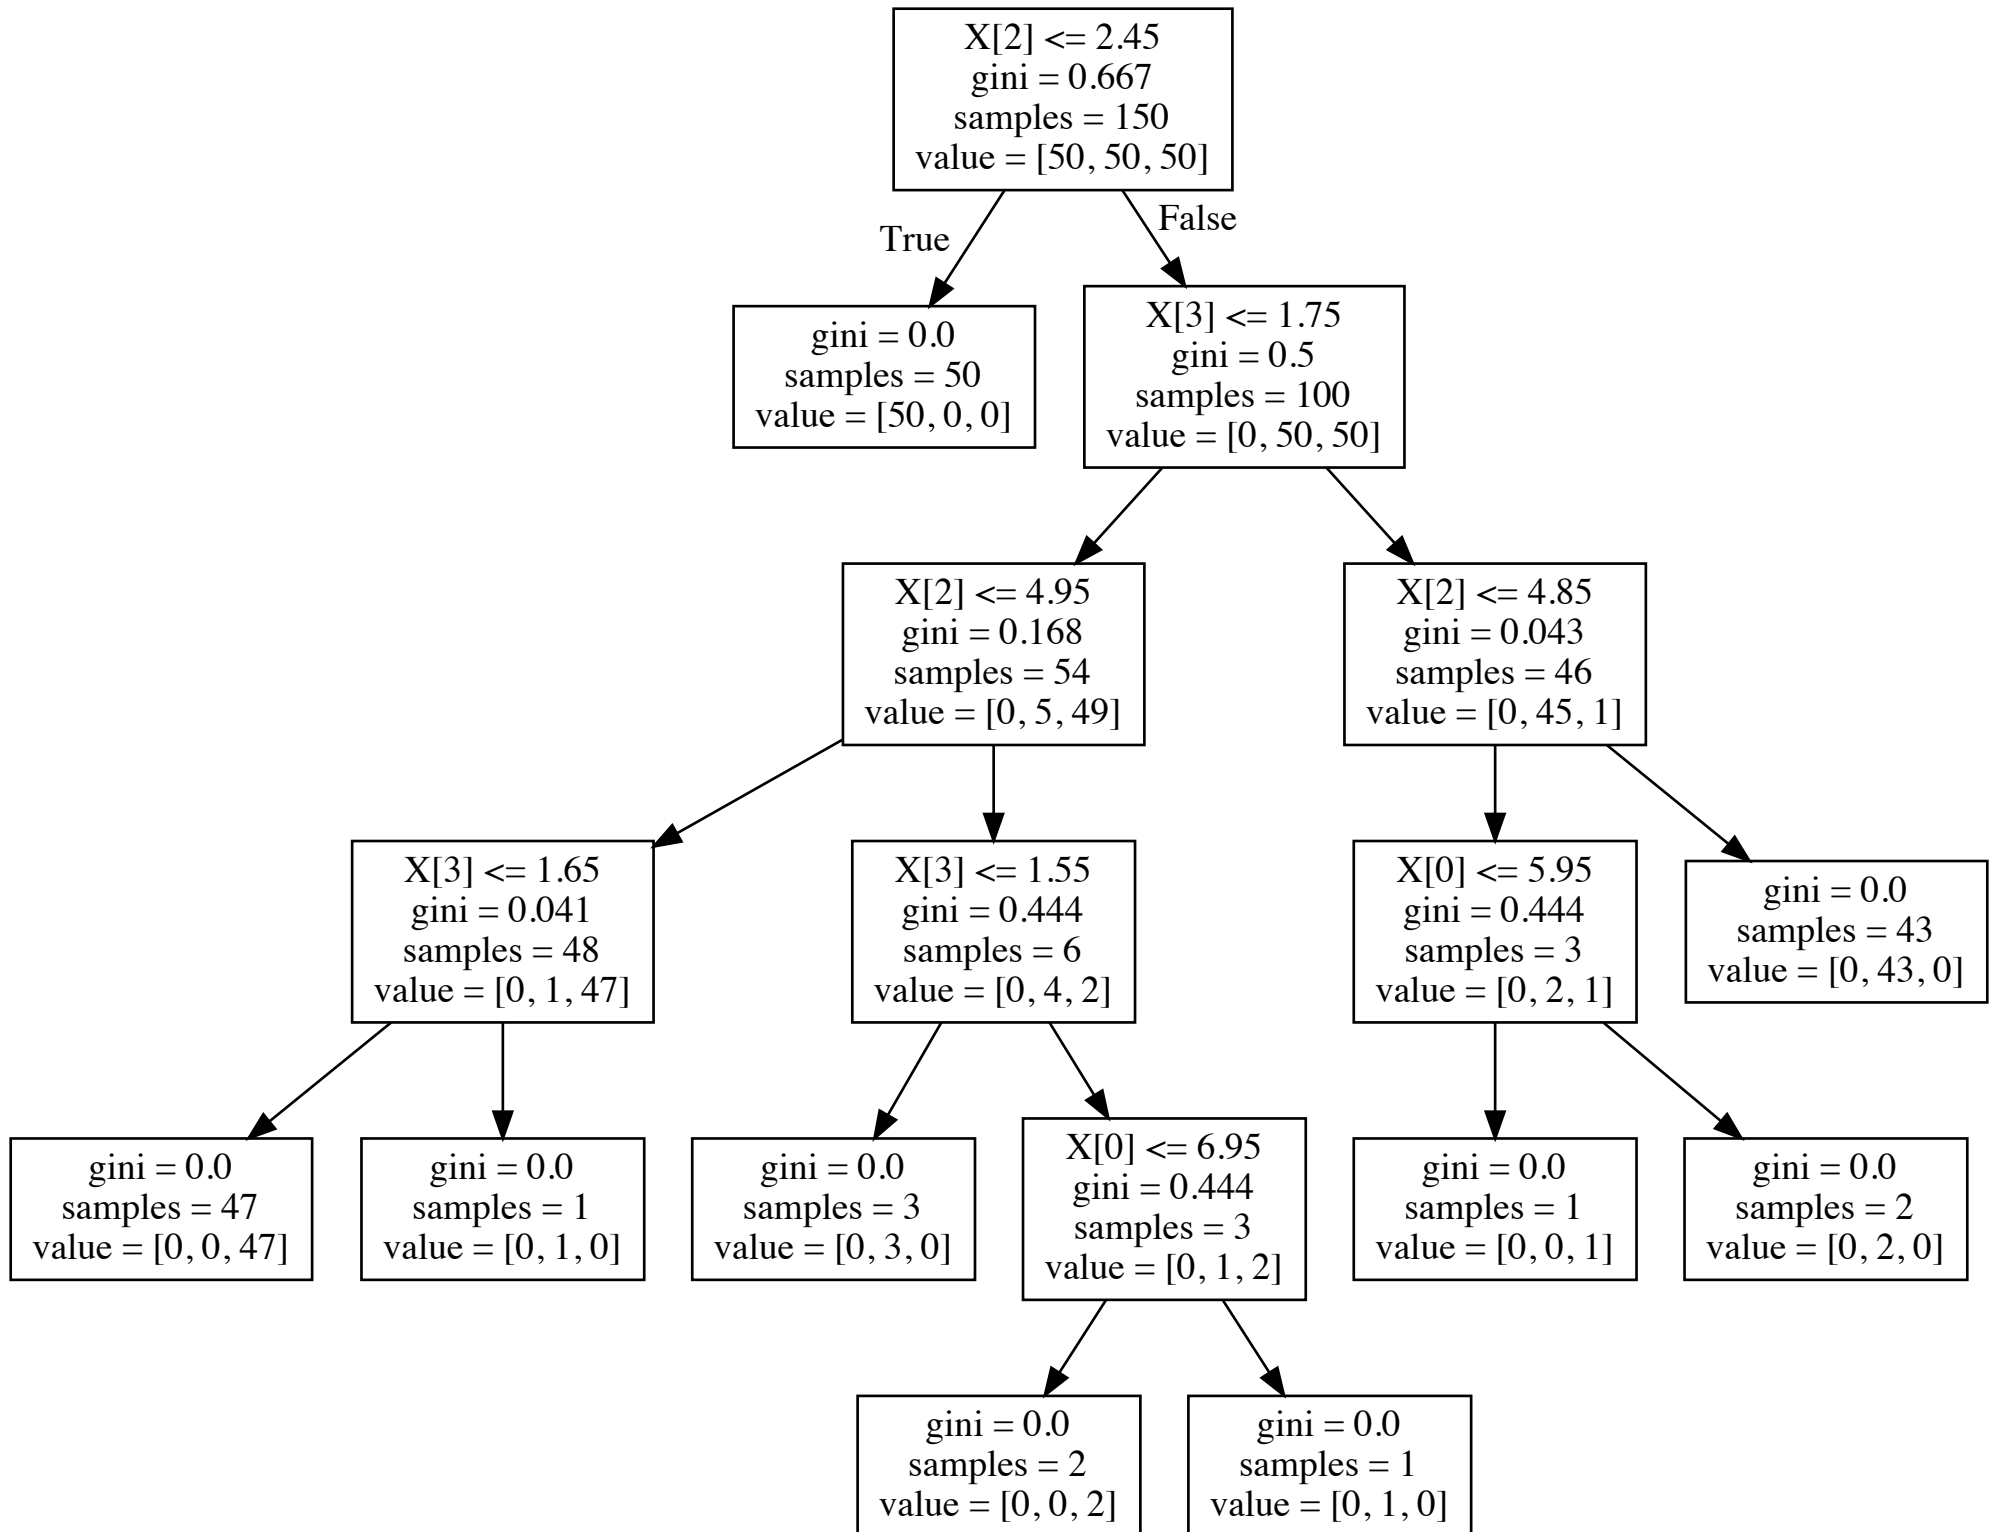 X[2] <= 2.45
gini = 0.667
samples = 150
value = [50, 50, 50]
True
False
gini = 0.0
samples = 50
value = [50, 0, 0]
X[3] <= 1.75
gini = 0.5
samples = 100
value = [0, 50, 50]
X[2] <= 4.95
gini = 0.168
samples = 54
value = [0, 5, 49]
X[2] <= 4.85
gini = 0.043
samples = 46
value = [0, 45, 1]
X[3] <= 1.65
gini = 0.041
samples = 48
value = [0, 1, 47]
X[3] <= 1.55
gini = 0.444
samples = 6
value = [0, 4, 2]
X[0] <= 5.95
gini = 0.444
samples = 3
value = [0, 2, 1]
gini = 0.0
samples = 43
value = [0, 43, 0]
gini = 0.0
samples = 47
value = [0, 0, 47]
gini = 0.0
samples = 1
value = [0, 1, 0]
gini = 0.0
samples = 3
value = [0, 3, 0]
X[0] <= 6.95
gini = 0.444
samples = 3
value = [0, 1, 2]
gini = 0.0
samples = 1
value = [0, 0, 1]
gini = 0.0
samples = 2
value = [0, 2, 0]
gini = 0.0
samples = 2
value = [0, 0, 2]
gini = 0.0
samples = 1
value = [0, 1, 0]